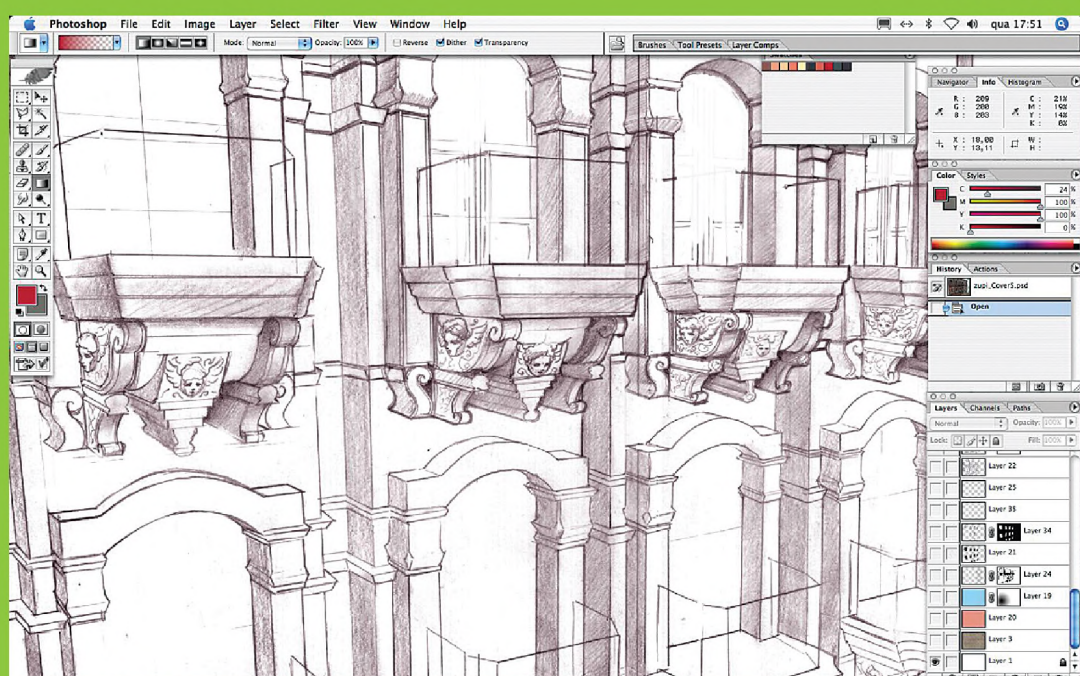 Photoshop File Edit Image Layer Select Filter View Window Help qua 17:51
Mode: Normal Opacity: 100% Reverse Dither Transparency Brushes Tool Presets Layer Comps
Navigator Info Histogram
R : 209 C : 21%
G : 200 M : 19%
B : 203 Y : 14%
K : 0%
X : 18,00 W :
Y : 13,11 H :
Color Styles
C 24 %
M 100 %
Y 100 %
K 0 %
History Actions
zupi_Cover5.psd
Open
Layers Channels Paths
Normal Opacity: 100%
Lock: Fill: 100%
Layer 22
Layer 25
Layer 35
Layer 34
Layer 21
Layer 24
Layer 19
Layer 20
Layer 3
Layer 1